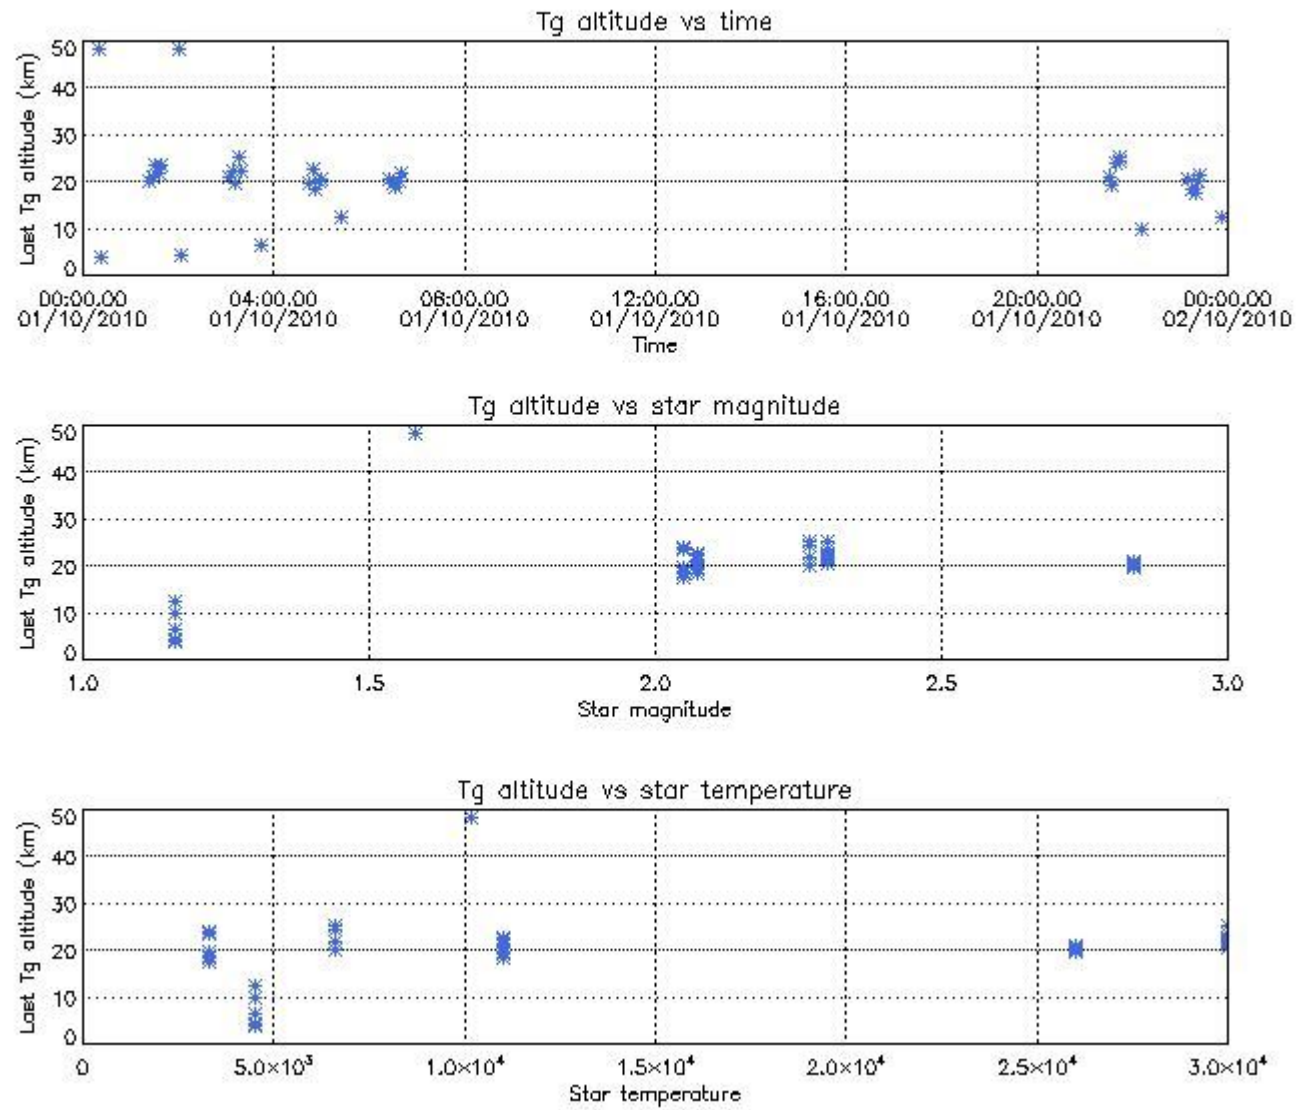 Tg altitude vs time
Last Tg altitude (km)
50
40
30
20
10
0
00:00.00 04:00.00 08:00.00 12:00.00 16:00.00 20:00.00 00:00.00
01/10/2010 01/10/2010 01/10/2010 01/10/2010 01/10/2010 01/10/2010 02/10/2010
Time
Tg altitude vs star magnitude
Last Tg altitude (km)
50
40
30
20
10
0
1.0 1.5 2.0 2.5 3.0
Star magnitude
Tg altitude vs star temperature
Last Tg altitude (km)
50
40
30
20
10
0
0 5.0×10³ 1.0×10⁴ 1.5×10⁴ 2.0×10⁴ 2.5×10⁴ 3.0×10⁴
Star temperature